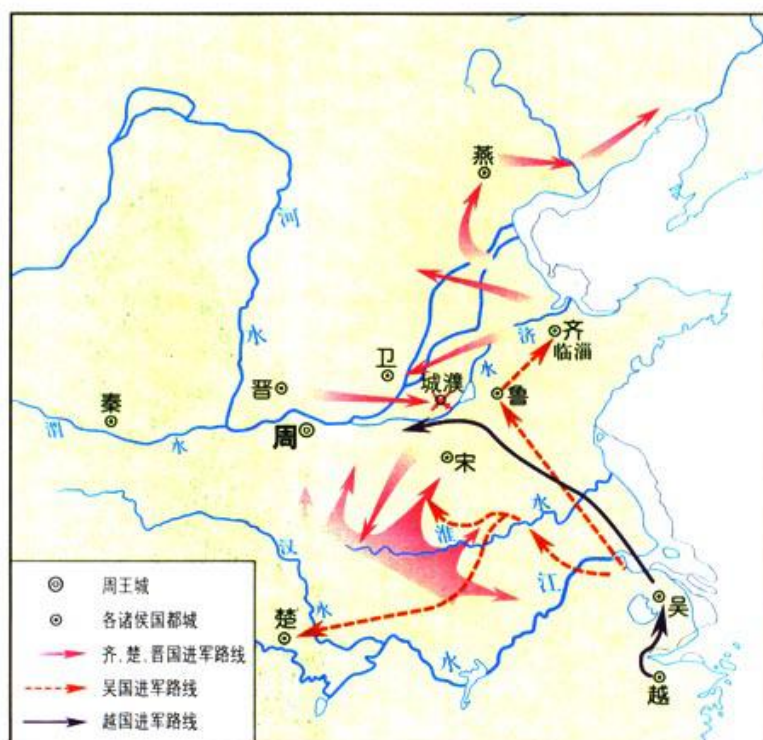 燕
河
水
济
水
齐
临淄
卫
城濮
晋
鲁
秦
渭
水
周
宋
淮
水
汉
水
江
水
楚
吴
越
周王城
各诸侯国都城
齐、楚、晋国进军路线
吴国进军路线
越国进军路线